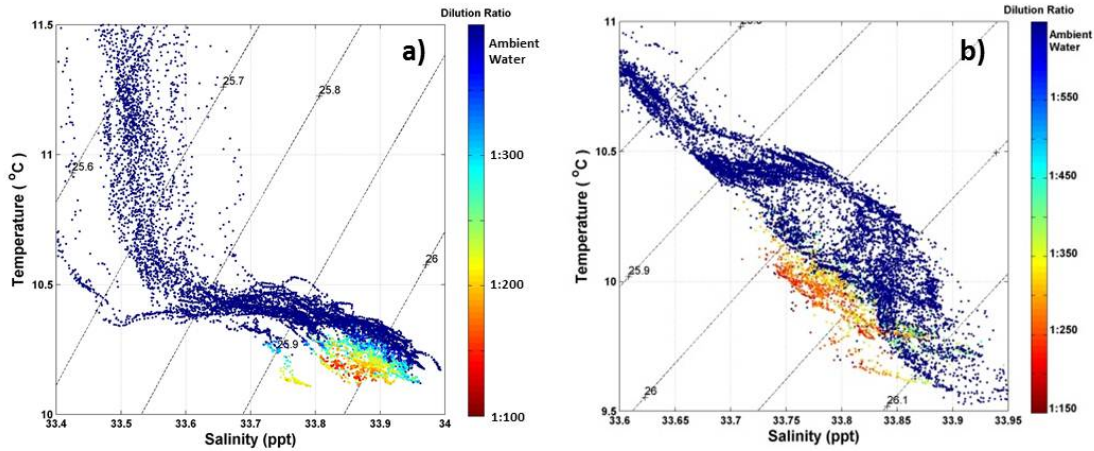 Dilution Ratio
11.5
a)
Ambient
Water
25.7
25.8
11
25.6
1:300
Temperature ( °C)
26
10.5
1:200
25.9
10
1:100
33.4 33.5 33.6 33.7 33.8 33.9 34
Salinity (ppt)
Dilution Ratio
11
b)
Ambient
Water
1:550
10.5
1:450
Temperature ( °C)
25.9
10
1:350
1:250
26
26.1
9.5
1:150
33.6 33.65 33.7 33.75 33.8 33.85 33.9 33.95
Salinity (ppt)